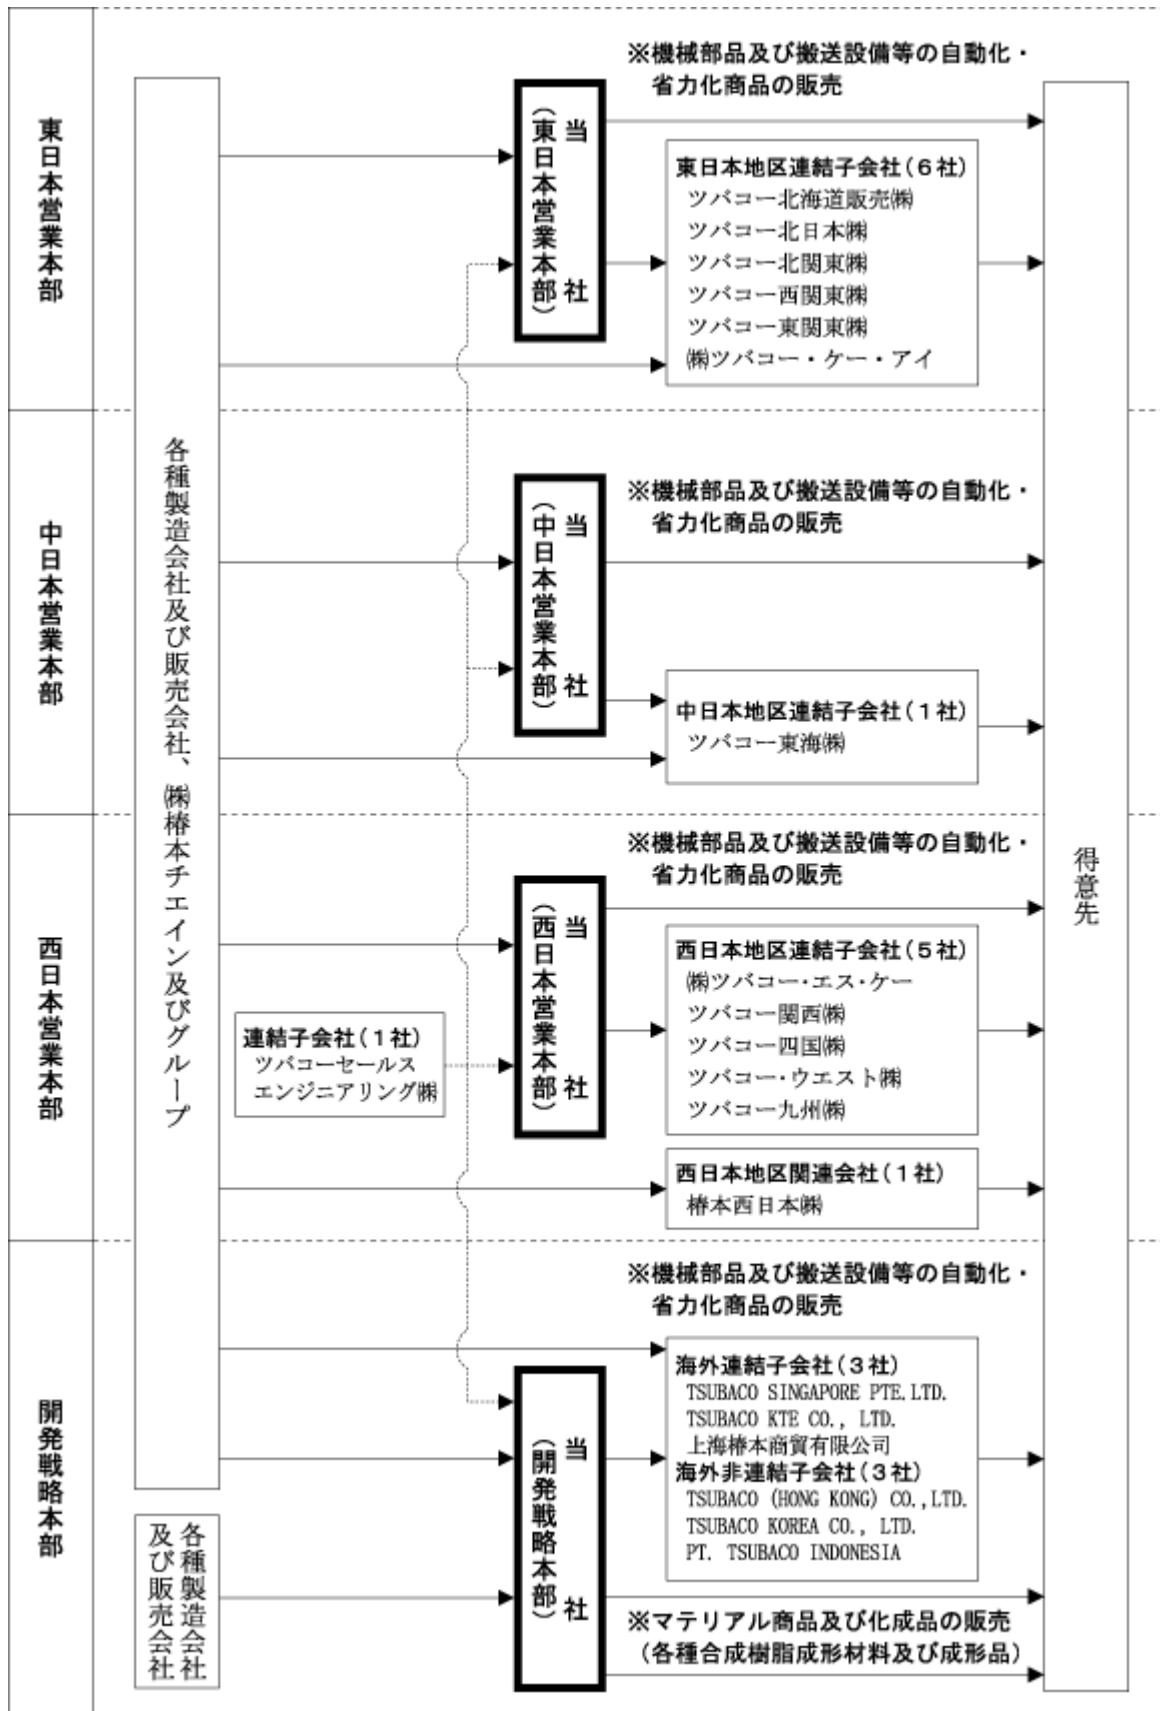 東日本営業本部
※機械部品及び搬送設備等の自動化・
省力化商品の販売
当社
（東日本営業本部）
東日本地区連結子会社(６社)
ツバコー北海道販売㈱
ツバコー北日本㈱
ツバコー北関東㈱
ツバコー西関東㈱
ツバコー東関東㈱
㈱ツバコー・ケー・アイ
各種製造会社及び販売会社、㈱椿本チエイン及びグループ
中日本営業本部
※機械部品及び搬送設備等の自動化・
省力化商品の販売
当社
（中日本営業本部）
中日本地区連結子会社(１社)
ツバコー東海㈱
得意先
西日本営業本部
※機械部品及び搬送設備等の自動化・
省力化商品の販売
当社
（西日本営業本部）
連結子会社(１社)
ツバコーセールス
エンジニアリング㈱
西日本地区連結子会社(５社)
㈱ツバコー･エス･ケー
ツバコー関西㈱
ツバコー四国㈱
ツバコー･ウエスト㈱
ツバコー九州㈱
西日本地区関連会社(１社)
椿本西日本㈱
開発戦略本部
※機械部品及び搬送設備等の自動化・
省力化商品の販売
当社
（開発戦略本部）
海外連結子会社(３社)
TSUBACO SINGAPORE PTE.LTD.
TSUBACO KTE CO., LTD.
上海椿本商貿有限公司
海外非連結子会社(３社)
TSUBACO (HONG KONG) CO.,LTD.
TSUBACO KOREA CO., LTD.
PT. TSUBACO INDONESIA
各種製造会社
及び販売会社
※マテリアル商品及び化成品の販売
（各種合成樹脂成形材料及び成形品）